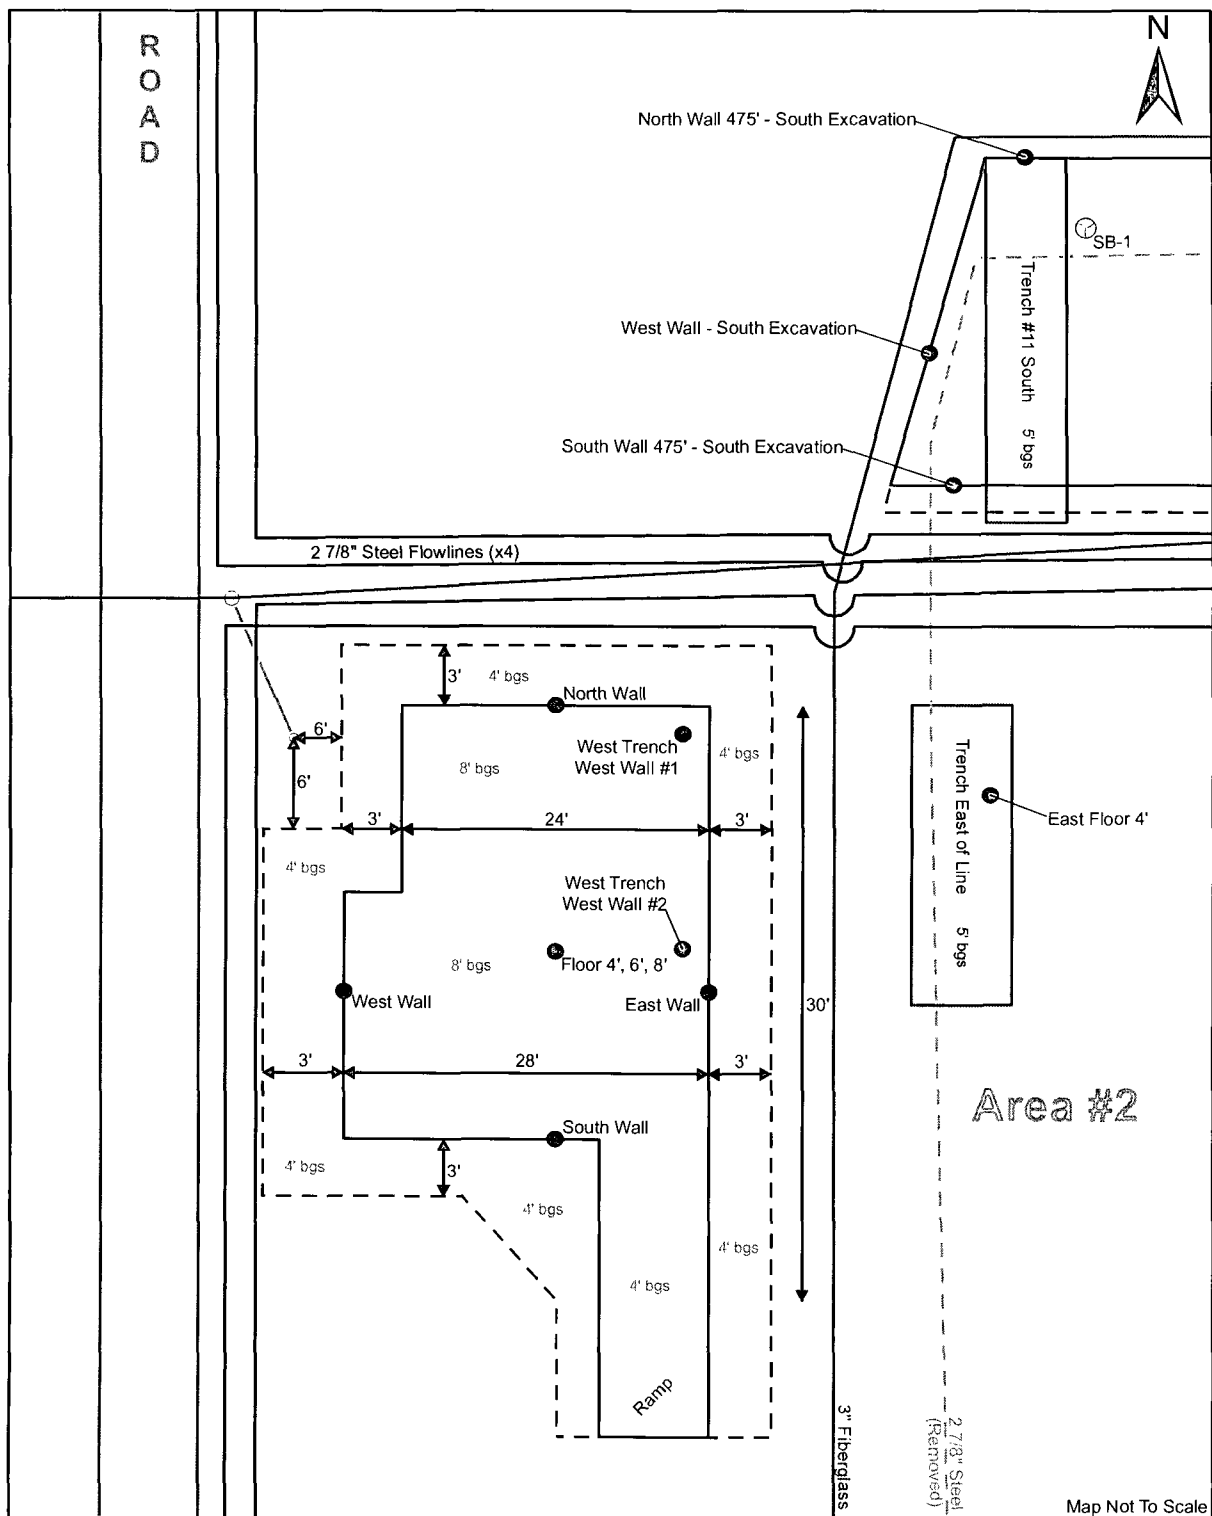 ROAD
N
North Wall 475' - South Excavation
SB-1
Trench #11 South 5' bgs
West Wall - South Excavation
South Wall 475' - South Excavation
2 7/8" Steel Flowlines (x4)
3'
4' bgs
North Wall
6'
West Trench
West Wall #1
4' bgs
8' bgs
6'
Trench East of Line 5' bgs
East Floor 4'
3'
24'
3'
4' bgs
West Trench
West Wall #2
8' bgs
Floor 4', 6', 8'
West Wall
East Wall
30'
3'
28'
3'
Area #2
South Wall
4' bgs
3'
4' bgs
4' bgs
4' bgs
Ramp
3" Fiberglass
2 7/8" Steel
(Removed)
Map Not To Scale